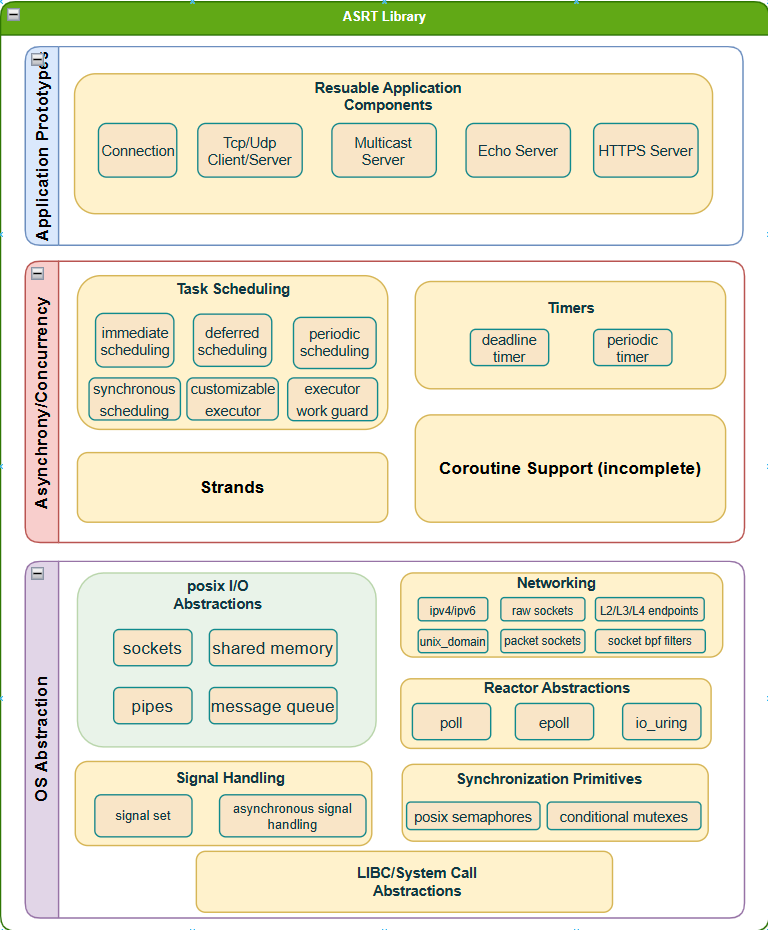 ASRT Library
Application Prototypes
Resuable Application
Components
Connection
Tcp/Udp
Client/Server
Multicast
Server
Echo Server
HTTPS Server
Asynchrony/Concurrency
Task Scheduling
immediate
scheduling
deferred
scheduling
periodic
scheduling
synchronous
scheduling
customizable
executor
executor
work guard
Timers
deadline
timer
periodic
timer
Strands
Coroutine Support (incomplete)
OS Abstraction
posix I/O
Abstractions
sockets
shared memory
pipes
message queue
Networking
ipv4/ipv6
raw sockets
L2/L3/L4 endpoints
unix_domain
packet sockets
socket bpf filters
Reactor Abstractions
poll
epoll
io_uring
Signal Handling
signal set
asynchronous signal
handling
Synchronization Primitives
posix semaphores
conditional mutexes
LIBC/System Call
Abstractions